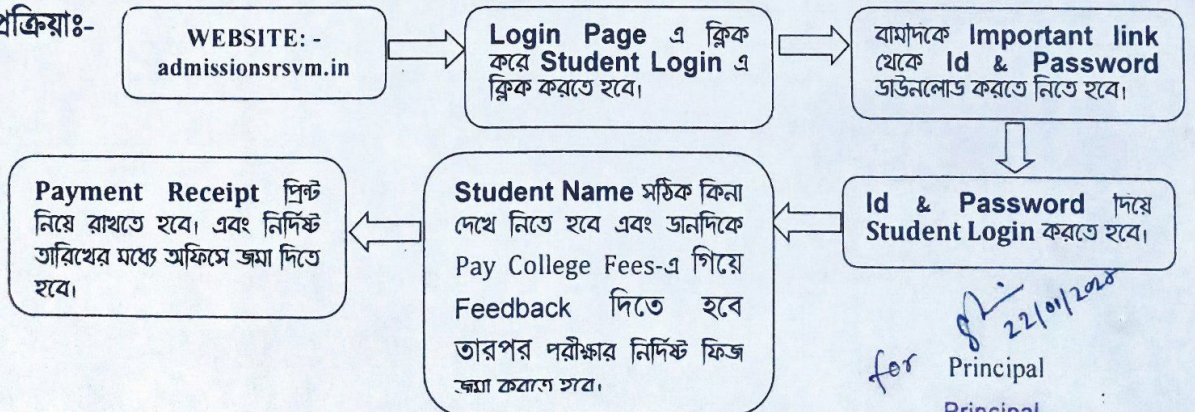 প্রক্রিয়াঃ-
WEBSITE: -
admissionsrsvm.in
Login Page এ ক্লিক
করে Student Login এ
ক্লিক করতে হবে।
বামদিকে Important link
থেকে Id & Password
ডাউনলোড করতে নিতে হবে।
Id & Password দিয়ে
Student Login করতে হবে।
Student Name সঠিক কিনা
দেখে নিতে হবে এবং ডানদিকে
Pay College Fees-এ গিয়ে
Feedback দিতে হবে
তারপর পরীক্ষার নির্দিষ্ট ফিজ
জমা করতে হবে।
Payment Receipt প্রিন্ট
নিয়ে রাখতে হবে। এবং নির্দিষ্ট
তারিখের মধ্যে অফিসে জমা দিতে
হবে।
22/01/2025
for Principal
Principal